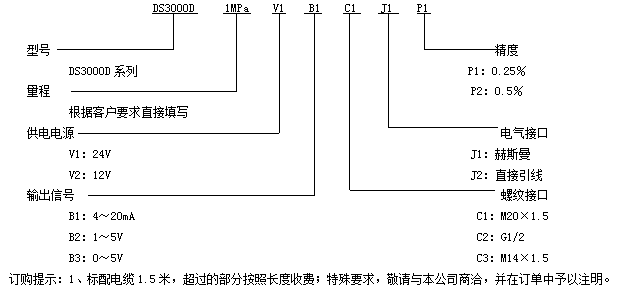 DS3000D 1MPa V1 B1 C1 J1 P1
型号 精度
DS3000D 系列 P1: 0.25%
量程 P2: 0.5%
根据客户要求直接填写
供电电源 电气接口
V1: 24V J1: 赫斯曼
V2: 12V J2: 直接引线
输出信号 螺纹接口
B1: 4～20mA C1: M20×1.5
B2: 1～5V C2: G1/2
B3: 0～5V C3: M14×1.5
订购提示：1、标配电缆 1.5 米，超过的部分按照长度收费；特殊要求，敬请与本公司商洽，并在订单中予以注明。